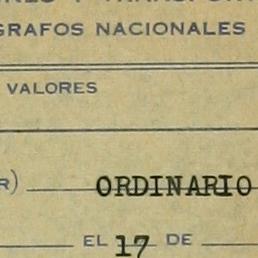 GRAFOS NACIONALES
VALORES
R) ORDINARIO
EL 17 DE